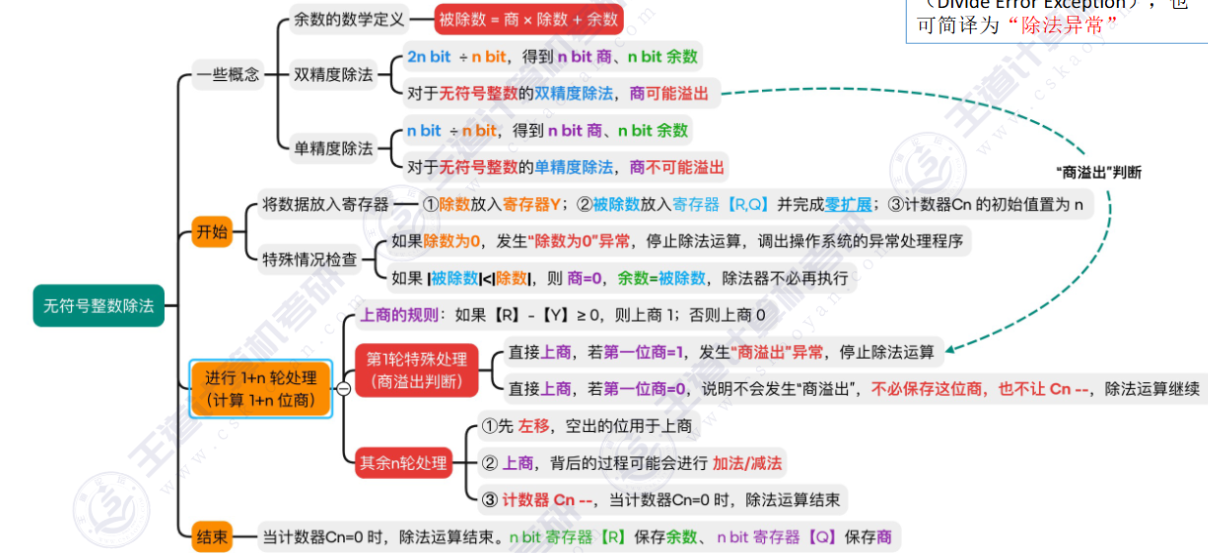 （Divide Error Exception），也
可简译为“除法异常”
无符号整数除法
一些概念
余数的数学定义
被除数 = 商 × 除数 + 余数
双精度除法
2n bit ÷ n bit，得到 n bit 商、n bit 余数
对于无符号整数的双精度除法，商可能溢出
单精度除法
n bit ÷ n bit，得到 n bit 商、n bit 余数
对于无符号整数的单精度除法，商不可能溢出
“商溢出”判断
开始
将数据放入寄存器
①除数放入寄存器Y；②被除数放入寄存器【R,Q】并完成零扩展；③计数器Cn 的初始值置为 n
特殊情况检查
如果除数为0，发生“除数为0”异常，停止除法运算，调出操作系统的异常处理程序
如果 |被除数|<|除数|，则 商=0，余数=被除数，除法器不必再执行
进行 1+n 轮处理
（计算 1+n 位商）
上商的规则：如果【R】-【Y】≥ 0，则上商 1；否则上商 0
第1轮特殊处理
（商溢出判断）
直接上商，若第一位商=1，发生“商溢出”异常，停止除法运算
直接上商，若第一位商=0，说明不会发生“商溢出”，不必保存这位商，也不让 Cn --，除法运算继续
其余n轮处理
①先 左移，空出的位用于上商
② 上商，背后的过程可能会进行 加法/减法
③ 计数器 Cn --，当计数器Cn=0 时，除法运算结束
结束
当计数器Cn=0 时，除法运算结束。n bit 寄存器【R】保存余数、n bit 寄存器【Q】保存商
王道计算机考研
www.cskaoyan.com